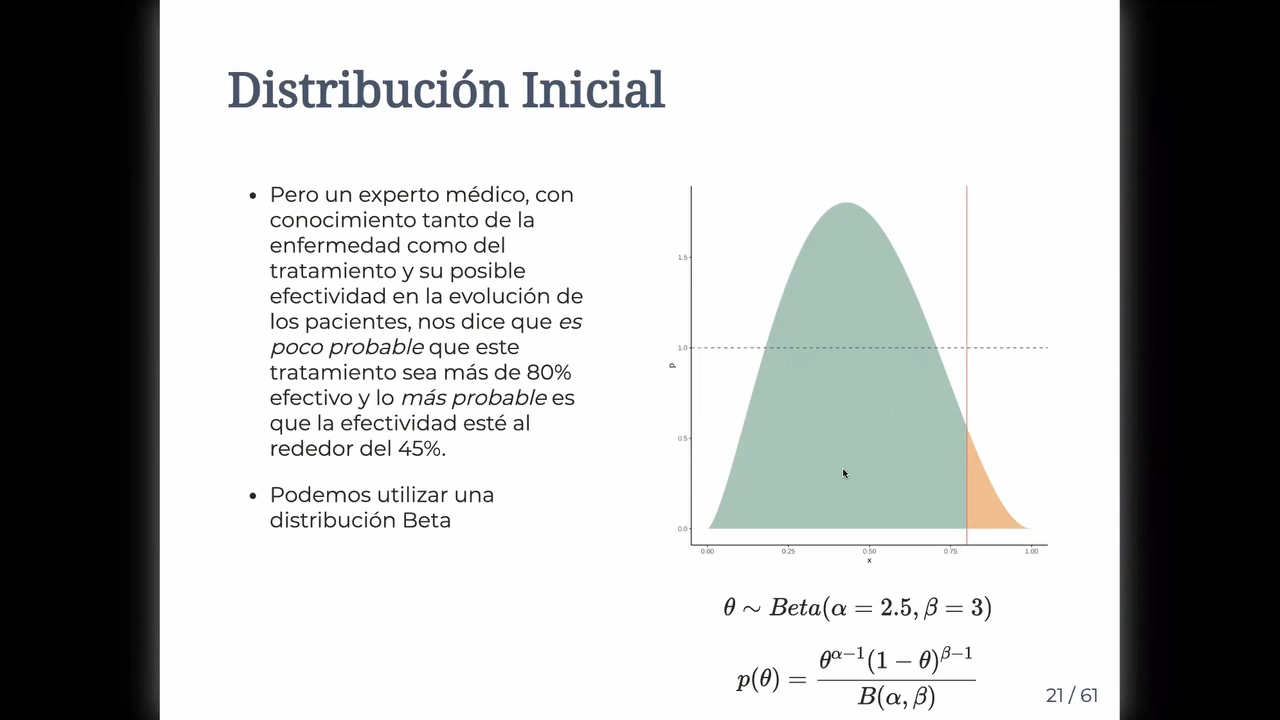 Distribución Inicial
• Pero un experto médico, con
conocimiento tanto de la
enfermedad como del
tratamiento y su posible
efectividad en la evolución de
los pacientes, nos dice que es
poco probable que este
tratamiento sea más de 80%
efectivo y lo más probable es
que la efectividad esté al
rededor del 45%.
• Podemos utilizar una
distribución Beta
1.5
1.0
p
0.5
0.0
0.00 0.25 0.50 0.75 1.00
x
θ ∼ Beta(α = 2.5, β = 3)
p(θ) = θ^{α−1}(1 − θ)^{β−1} / B(α, β)
21 / 61